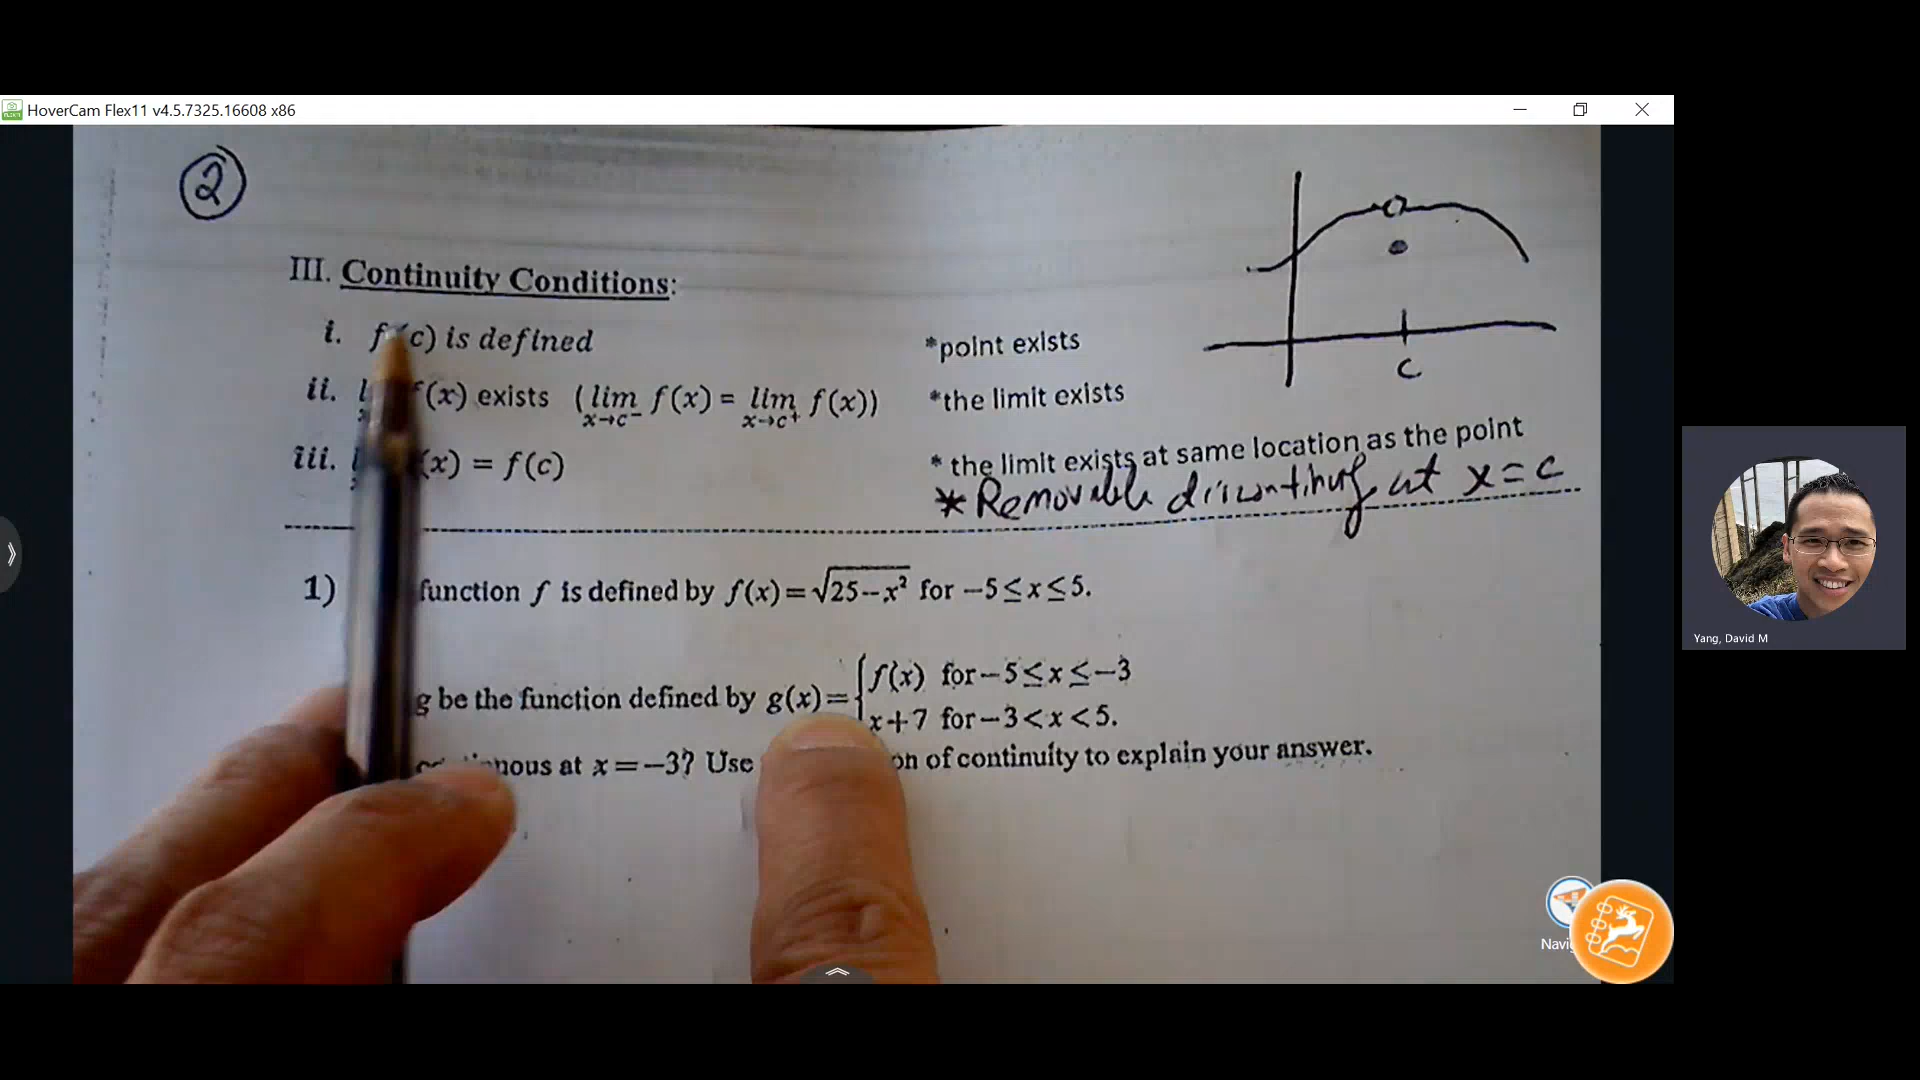 HoverCam Flex11 v4.5.7325.16608 x86
②
III. Continuity Conditions:
i. f(c) is defined *point exists
ii. f(x) exists (lim x→c⁻ f(x) = lim x→c⁺ f(x)) *the limit exists
iii. (x) = f(c) * the limit exists at same location as the point
* Removable discontinuity at x = c
C
1) function f is defined by f(x)=√25−x² for −5≤x≤5.
g be the function defined by g(x)= { f(x) for −5≤x≤−3
x+7 for −3<x<5.
at x=−3? Use of continuity to explain your answer.
Yang, David M